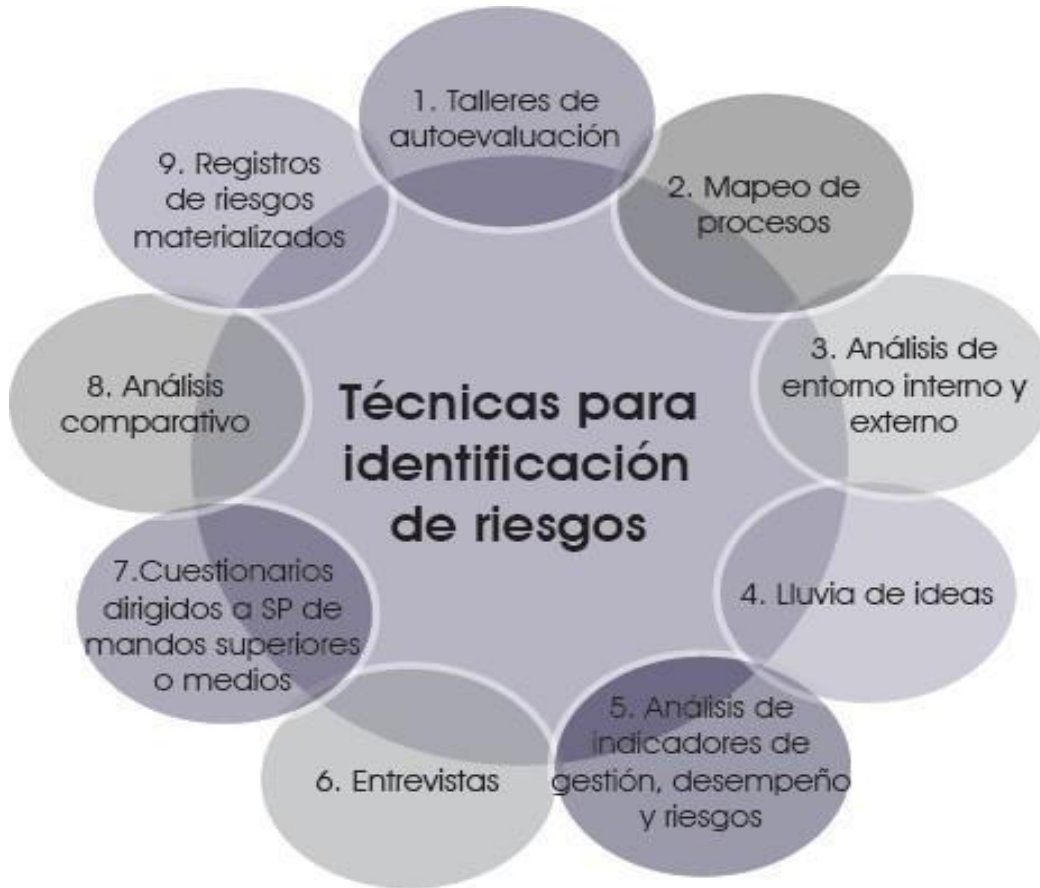 1. Talleres de
autoevaluación
2. Mapeo de
procesos
3. Análisis de
entorno interno y
externo
4. Lluvia de ideas
5. Análisis de
indicadores de
gestión, desempeño
y riesgos
6. Entrevistas
7.Cuestionarios
dirigidos a SP de
mandos superiores
o medios
8. Análisis
comparativo
9. Registros
de riesgos
materializados
Técnicas para
identificación
de riesgos